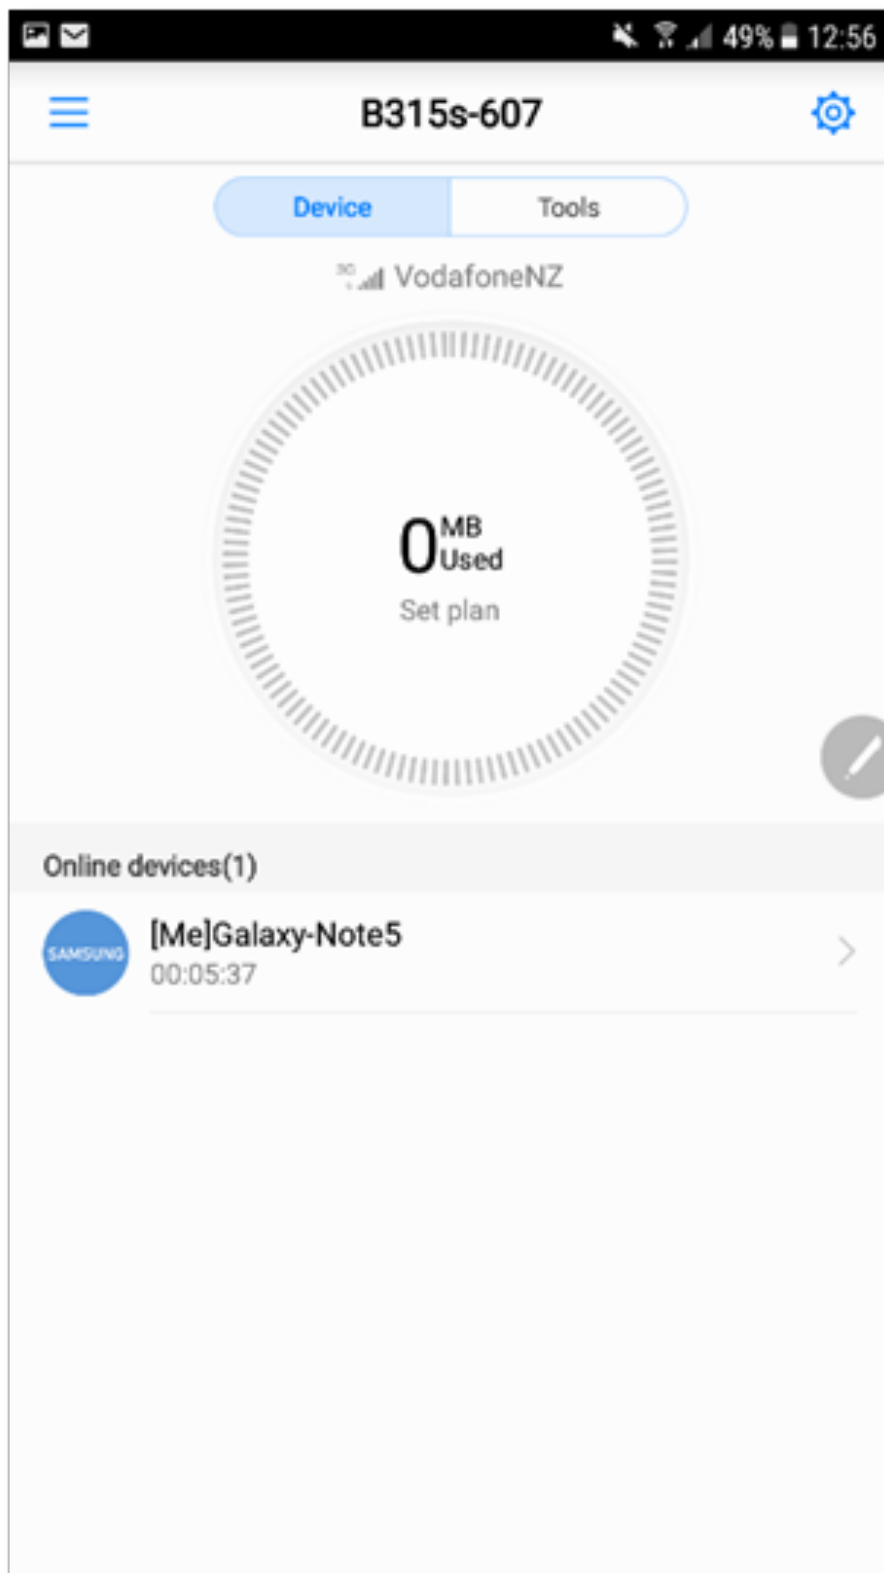 49% 12:56
B315s-607
Device Tools
3G VodafoneNZ
0 MB
Used
Set plan
Online devices(1)
SAMSUNG
[Me]Galaxy-Note5
00:05:37